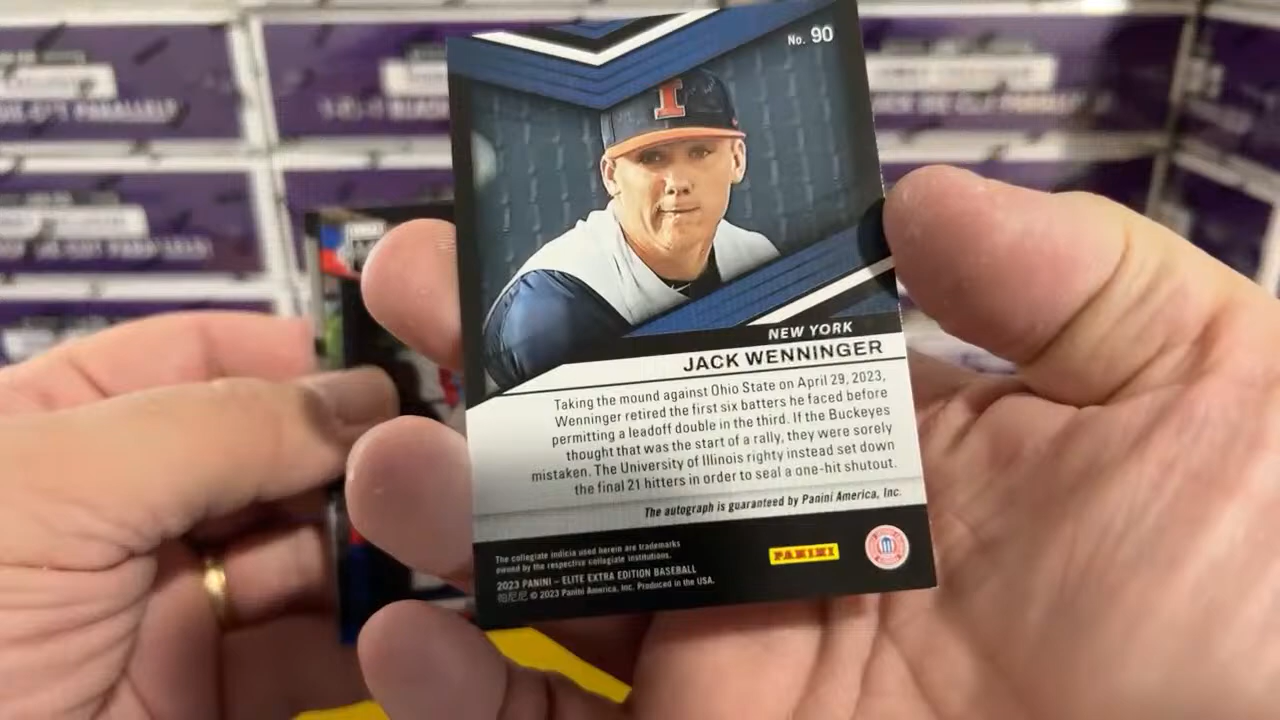 No. 90
I
NEW YORK
JACK WENNINGER
Taking the mound against Ohio State on April 29, 2023,
Wenninger retired the first six batters he faced before
permitting a leadoff double in the third. If the Buckeyes
thought that was the start of a rally, they were sorely
mistaken. The University of Illinois righty instead set down
the final 21 hitters in order to seal a one-hit shutout.
The autograph is guaranteed by Panini America, Inc.
The collegiate indicia used herein are trademarks
owned by the respective collegiate institutions.
PANINI
2023 PANINI – ELITE EXTRA EDITION BASEBALL
帕尼尼 © 2023 Panini America, Inc. Produced in the USA.